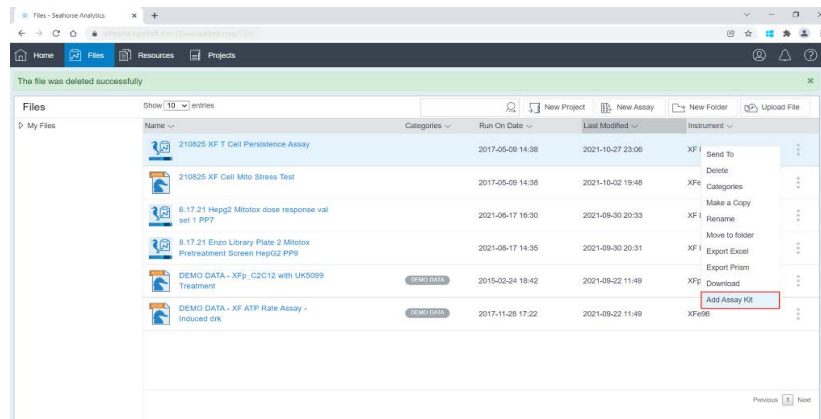 Files - Seahorse Analytics
Home Files Resources Projects
The file was deleted successfully
Files Show 10 entries New Project New Assay New Folder Upload File
My Files Name Categories Run On Date Last Modified Instrument
210825 XF T Cell Persistence Assay 2017-05-09 14:38 2021-10-27 23:06 XF
210825 XF Cell Mito Stress Test 2017-05-09 14:38 2021-10-02 19:48 XFe
6.17.21 Hepg2 Mitotox dose response val
set 1 PP7 2021-06-17 16:30 2021-09-30 20:33 XF
8.17.21 Enzo Library Plate 2 Mitotox
Pretreatment Screen HepG2 PP9 2021-08-17 14:35 2021-09-30 20:31 XF
DEMO DATA - XFp_C2C12 with UK5099
Treatment DEMO DATA 2015-02-24 18:42 2021-09-22 11:49 XFp
DEMO DATA - XF ATP Rate Assay -
Induced drk DEMO DATA 2017-11-28 17:22 2021-09-22 11:49 XFe96
Send To
Delete
Categories
Make a Copy
Rename
Move to folder
Export Excel
Export Prism
Download
Add Assay Kit
Previous 1 Next